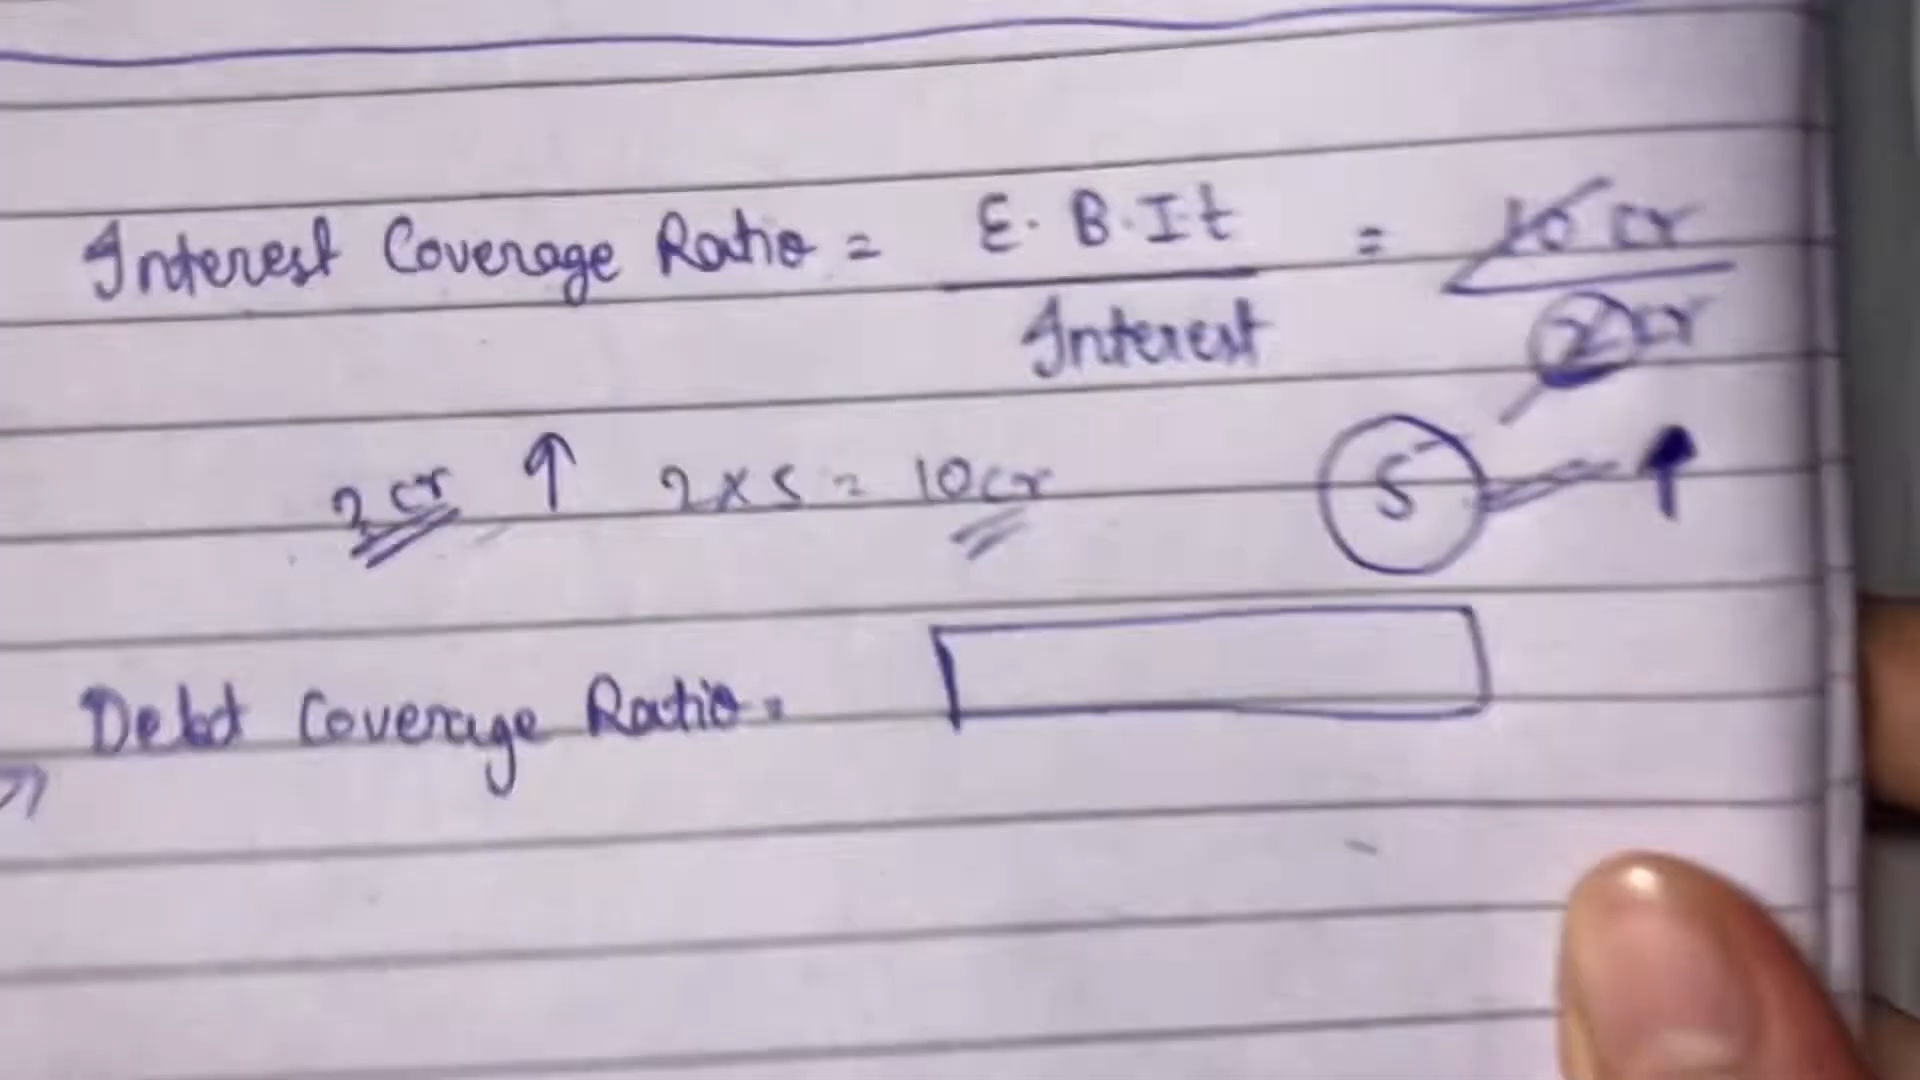 Interest Coverage Ratio = E.B.I.t / Interest = 10 cr / 2 cr
2 cr ↑ 2 x 5 = 10 cr
5 ↑
Debt Coverage Ratio =